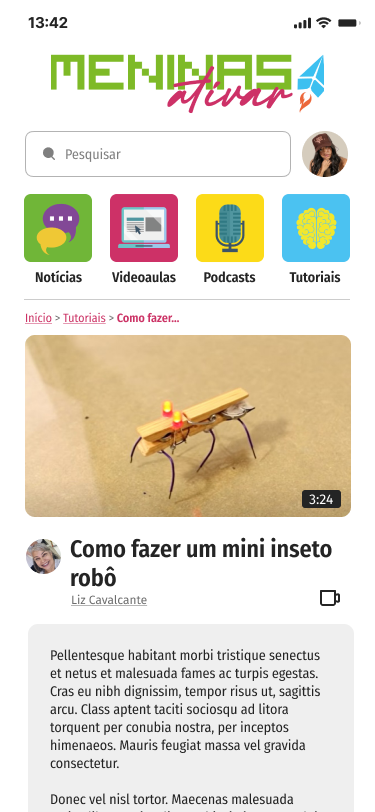 13:42
MENINAS
ativar
Pesquisar
Notícias
Videoaulas
Podcasts
Tutoriais
Inicio > Tutoriais > Como fazer...
3:24
Como fazer um mini inseto
robô
Liz Cavalcante
Pellentesque habitant morbi tristique senectus
et netus et malesuada fames ac turpis egestas.
Cras eu nibh dignissim, tempor risus ut, sagittis
arcu. Class aptent taciti sociosqu ad litora
torquent per conubia nostra, per inceptos
himenaeos. Mauris feugiat massa vel gravida
consectetur.
Donec vel nisl tortor. Maecenas malesuada